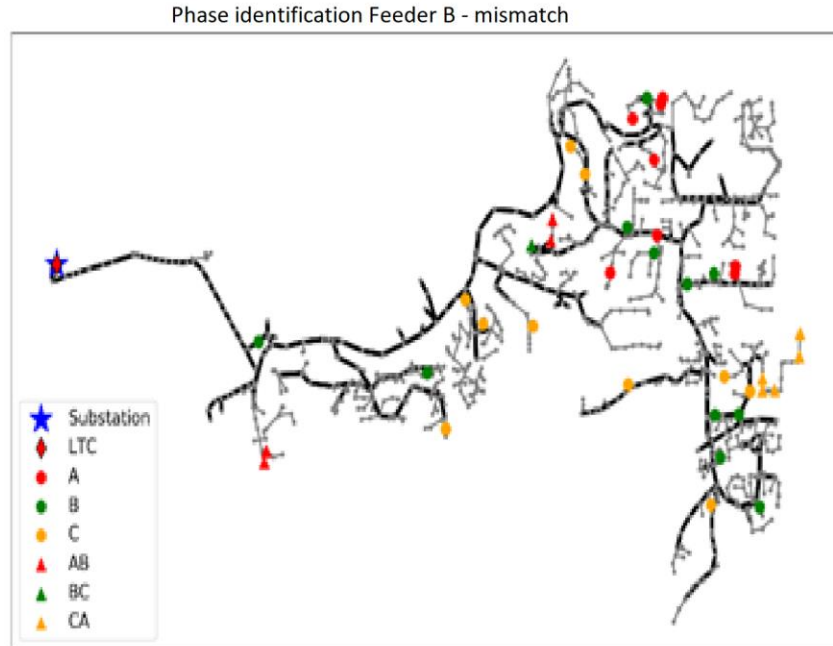 Phase identification Feeder B - mismatch
Substation
LTC
A
B
C
AB
BC
CA